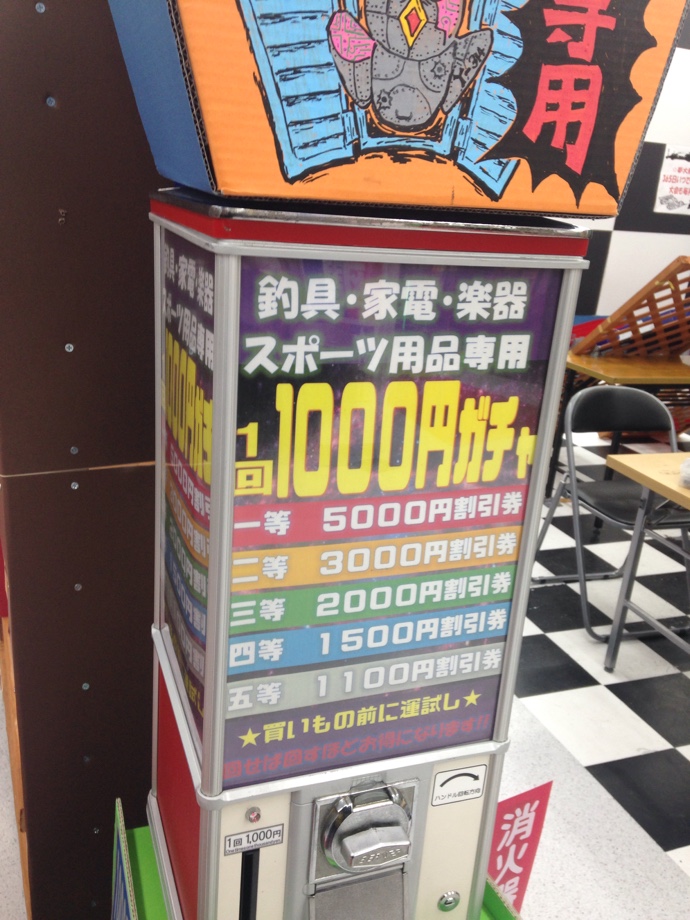 専用
釣具・家電・楽器
スポーツ用品専用
1回1000円ガチャ
一等 5000円割引券
二等 3000円割引券
三等 2000円割引券
四等 1500円割引券
五等 1100円割引券
★買いもの前に運試し★
幸せは回すほどお得になります!!
ハンドル回転方向
1回 1,000円
消火器